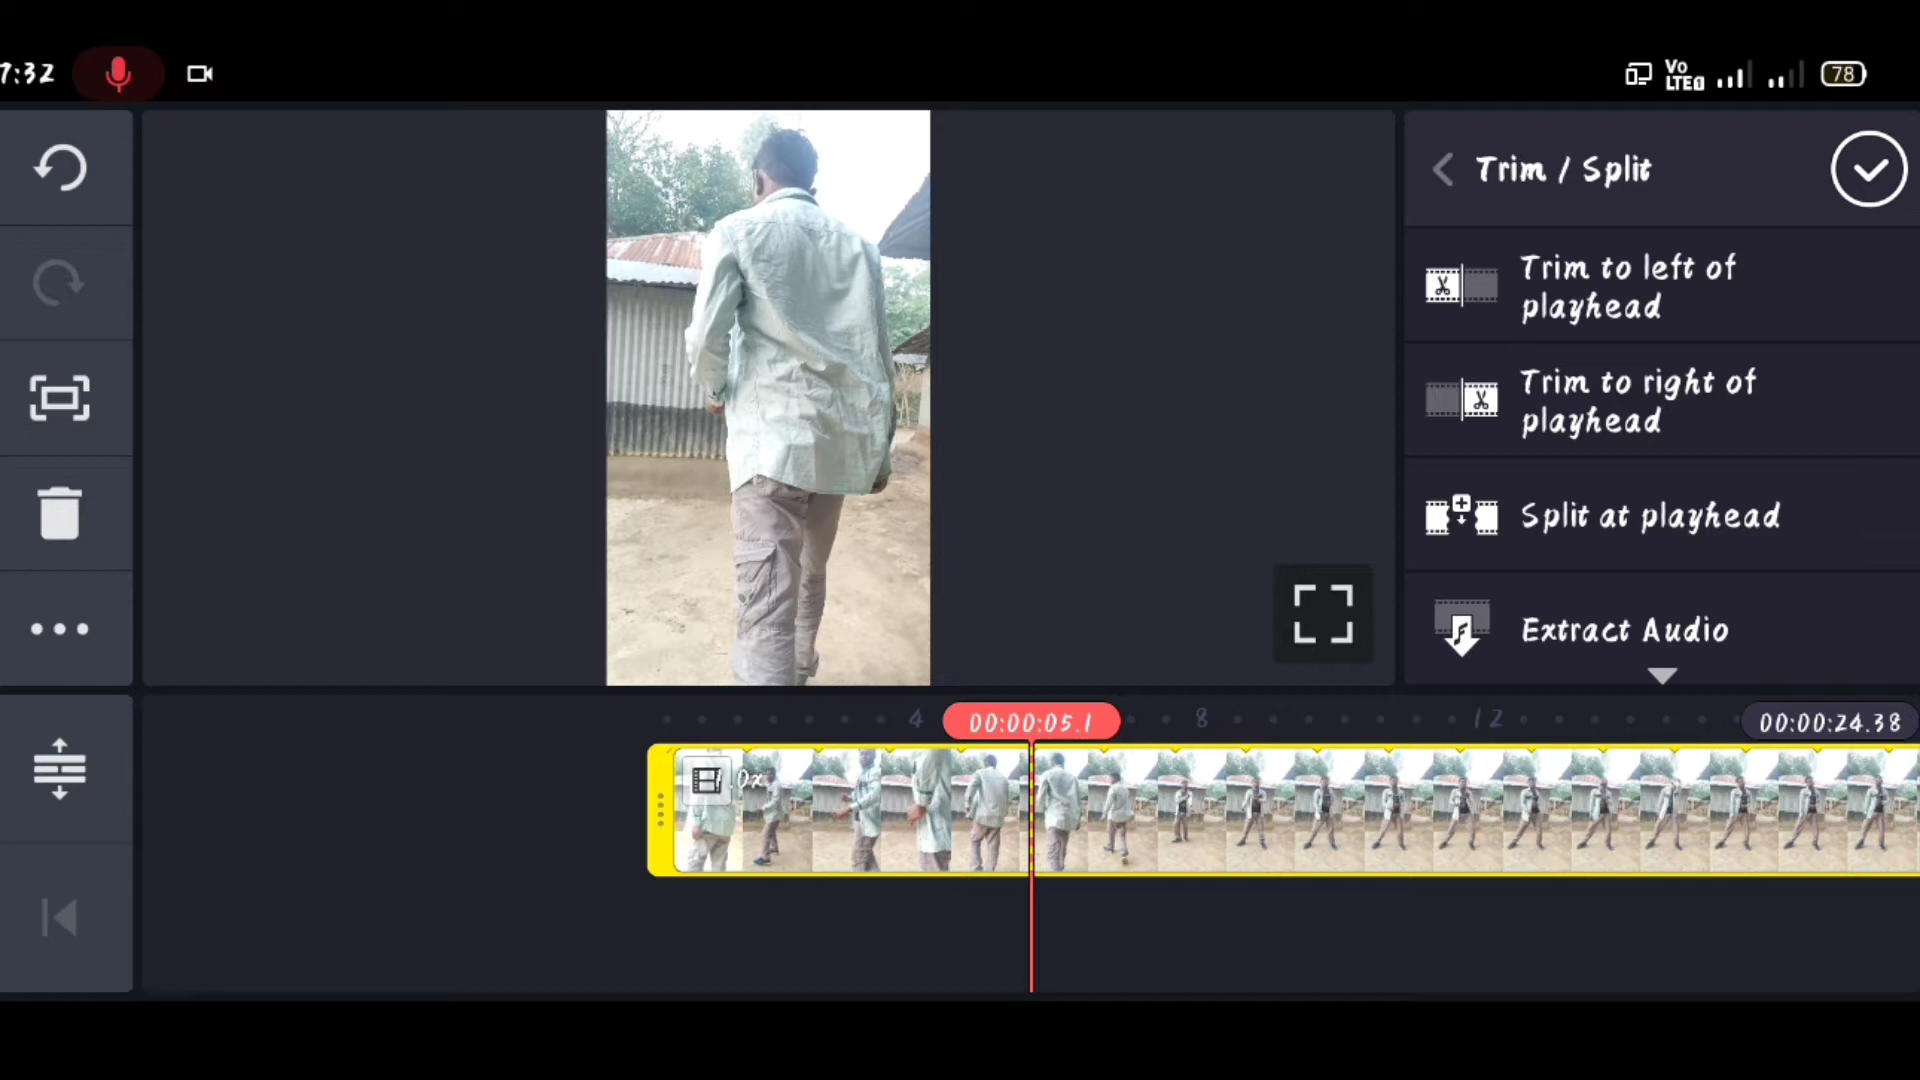 7:32
Vo
LTE1
78
Trim / Split
Trim to left of
playhead
Trim to right of
playhead
Split at playhead
Extract Audio
4
00:00:05.1
8
12
00:00:24.38